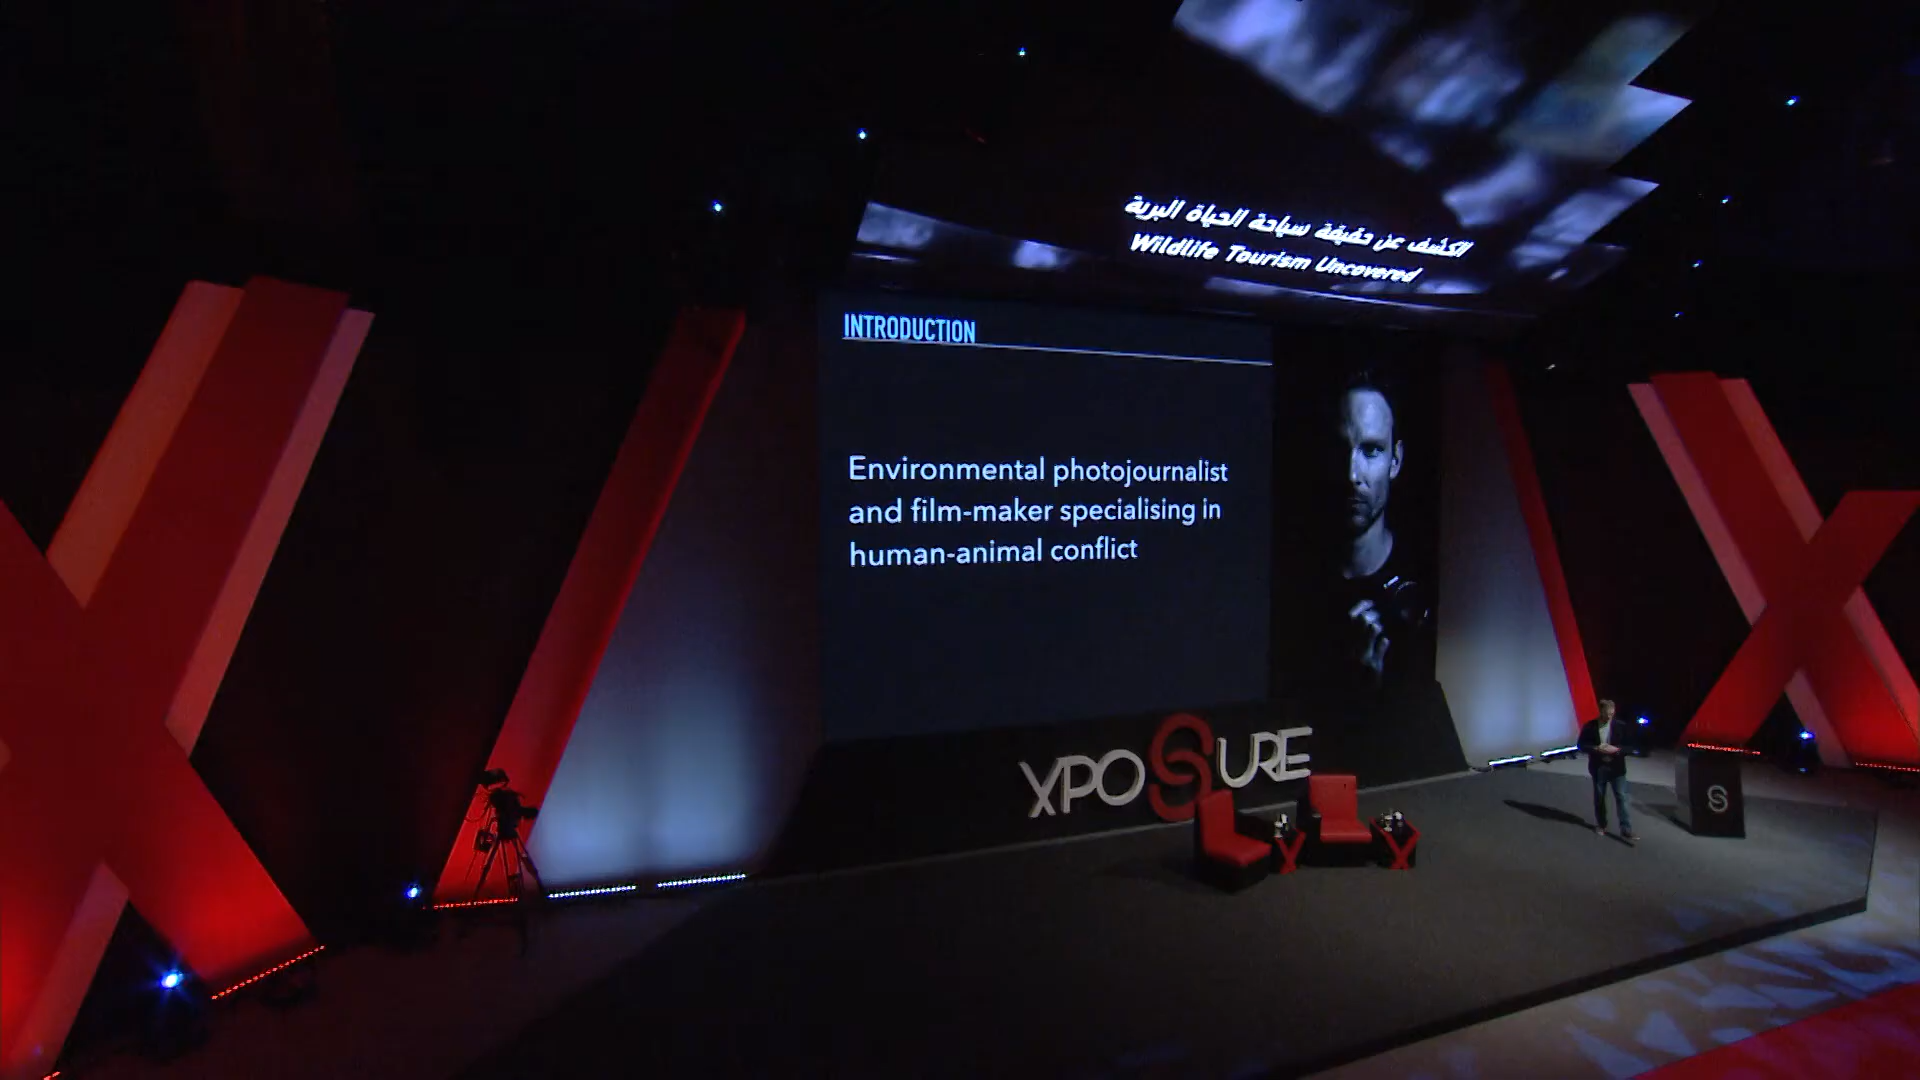 الكشف عن حقيقة سياحة الحياة البرية
Wildlife Tourism Uncovered
INTRODUCTION
Environmental photojournalist
and film-maker specialising in
human-animal conflict
XPOSURE